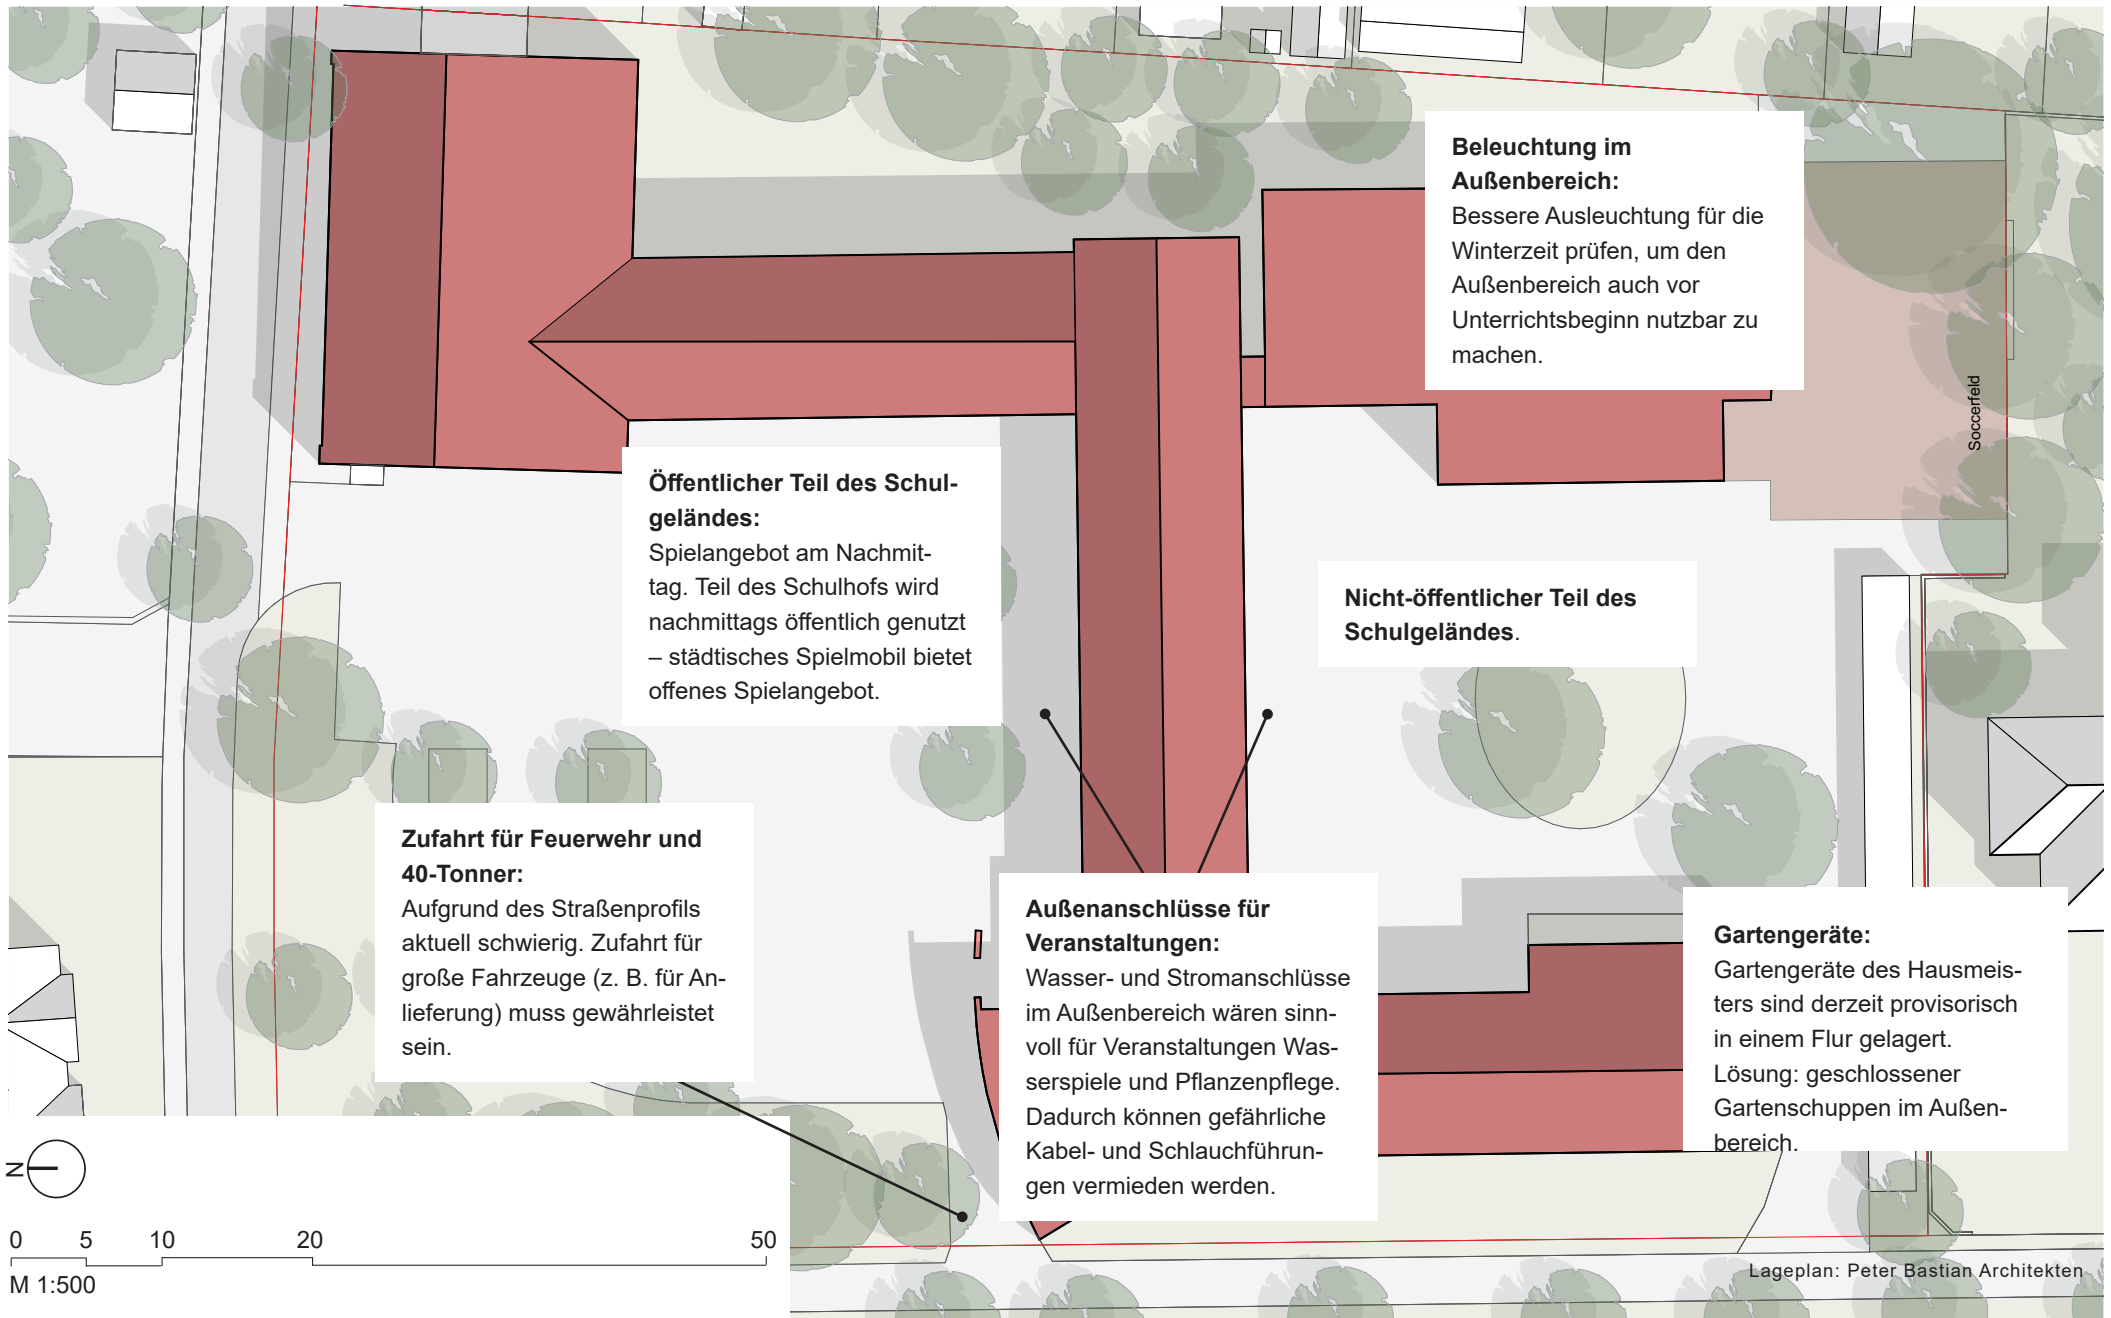 Beleuchtung im
Außenbereich:
Bessere Ausleuchtung für die
Winterzeit prüfen, um den
Außenbereich auch vor
Unterrichtsbeginn nutzbar zu
machen.
Soccerfeld
Öffentlicher Teil des Schul-
geländes:
Spielangebot am Nachmit-
tag. Teil des Schulhofs wird
nachmittags öffentlich genutzt
– städtisches Spielmobil bietet
offenes Spielangebot.
Nicht-öffentlicher Teil des
Schulgeländes.
Zufahrt für Feuerwehr und
40-Tonner:
Aufgrund des Straßenprofils
aktuell schwierig. Zufahrt für
große Fahrzeuge (z. B. für An-
lieferung) muss gewährleistet
sein.
Außenanschlüsse für
Veranstaltungen:
Wasser- und Stromanschlüsse
im Außenbereich wären sinn-
voll für Veranstaltungen Was-
serspiele und Pflanzenpflege.
Dadurch können gefährliche
Kabel- und Schlauchführun-
gen vermieden werden.
Gartengeräte:
Gartengeräte des Hausmeis-
ters sind derzeit provisorisch
in einem Flur gelagert.
Lösung: geschlossener
Gartenschuppen im Außen-
bereich.
N
0 5 10 20 50
M 1:500
Lageplan: Peter Bastian Architekten